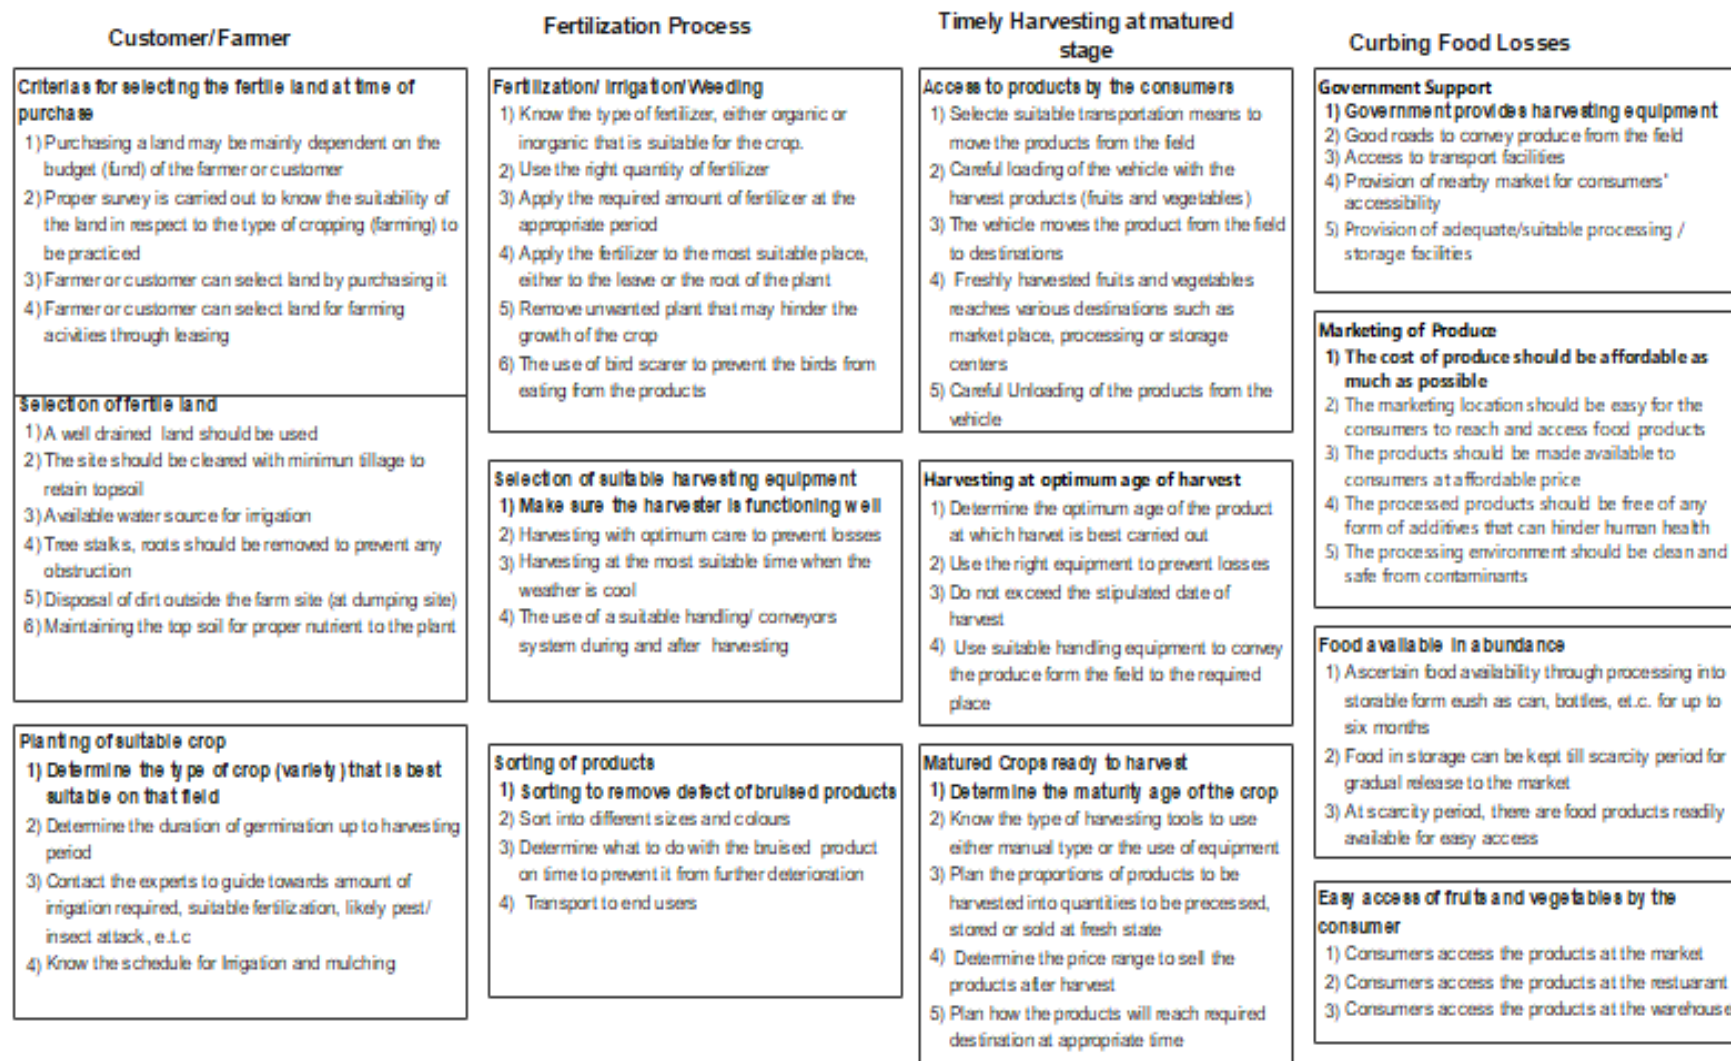 Customer/Farmer
Criterias for selecting the fertile land at time of
purchase
1) Purchasing a land may be mainly dependent on the
budget (fund) of the farmer or customer
2) Proper survey is carried out to know the suitability of
the land in respect to the type of cropping (farming) to
be practiced
3) Farmer or customer can select land by purchasing it
4) Farmer or customer can select land for farming
acivities through leasing
Selection of fertile land
1) A well drained land should be used
2) The site should be cleared with minimun tillage to
retain topsoil
3) Available water source for irrigation
4) Tree stalks, roots should be removed to prevent any
obstruction
5) Disposal of dirt outside the farm site (at dumping site)
6) Maintaining the top soil for proper nutrient to the plant
Planting of suitable crop
1) Determine the type of crop (variety) that is best
suitable on that field
2) Determine the duration of germination up to harvesting
period
3) Contact the experts to guide towards amount of
irrigation required, suitable fertilization, likely pest/
insect attack, e.t.c
4) Know the schedule for Irrigation and mulching
Fertilization Process
Fertilization/ Irrigation/Weeding
1) Know the type of fertilizer, either organic or
inorganic that is suitable for the crop.
2) Use the right quantity of fertilizer
3) Apply the required amount of fertilizer at the
appropriate period
4) Apply the fertilizer to the most suitable place,
either to the leave or the root of the plant
5) Remove unwanted plant that may hinder the
growth of the crop
6) The use of bird scarer to prevent the birds from
eating from the products
Selection of suitable harvesting equipment
1) Make sure the harvester is functioning well
2) Harvesting with optimum care to prevent losses
3) Harvesting at the most suitable time when the
weather is cool
4) The use of a suitable handling/ conveyors
system during and after harvesting
Sorting of products
1) Sorting to remove defect of bruised products
2) Sort into different sizes and colours
3) Determine what to do with the bruised product
on time to prevent it from further deterioration
4) Transport to end users
Timely Harvesting at matured
stage
Access to products by the consumers
1) Selecte suitable transportation means to
move the products from the field
2) Careful loading of the vehicle with the
harvest products (fruits and vegetables)
3) The vehicle moves the product from the field
to destinations
4) Freshly harvested fruits and vegetables
reaches various destinations such as
market place, processing or storage
centers
5) Careful Unloading of the products from the
vehicle
Harvesting at optimum age of harvest
1) Determine the optimum age of the product
at which harvet is best carried out
2) Use the right equipment to prevent losses
3) Do not exceed the stipulated date of
harvest
4) Use suitable handling equipment to convey
the produce form the field to the required
place
Matured Crops ready to harvest
1) Determine the maturity age of the crop
2) Know the type of harvesting tools to use
either manual type or the use of equipment
3) Plan the proportions of products to be
harvested into quantities to be precessed,
stored or sold at fresh state
4) Determine the price range to sell the
products after harvest
5) Plan how the products will reach required
destination at appropriate time
Curbing Food Losses
Government Support
1) Government provides harvesting equipment
2) Good roads to convey produce from the field
3) Access to transport facilities
4) Provision of nearby market for consumers'
accessibility
5) Provision of adequate/suitable processing /
storage facilities
Marketing of Produce
1) The cost of produce should be affordable as
much as possible
2) The marketing location should be easy for the
consumers to reach and access food products
3) The products should be made available to
consumers at affordable price
4) The processed products should be free of any
form of additives that can hinder human health
5) The processing environment should be clean and
safe from contaminants
Food available in abundance
1) Ascertain food availability through processing into
storable form eush as can, bottles, et.c. for up to
six months
2) Food in storage can be kept till scarcity period for
gradual release to the market
3) At scarcity period, there are food products readily
available for easy access
Easy access of fruits and vegetables by the
consumer
1) Consumers access the products at the market
2) Consumers access the products at the restuarant
3) Consumers access the products at the warehouse